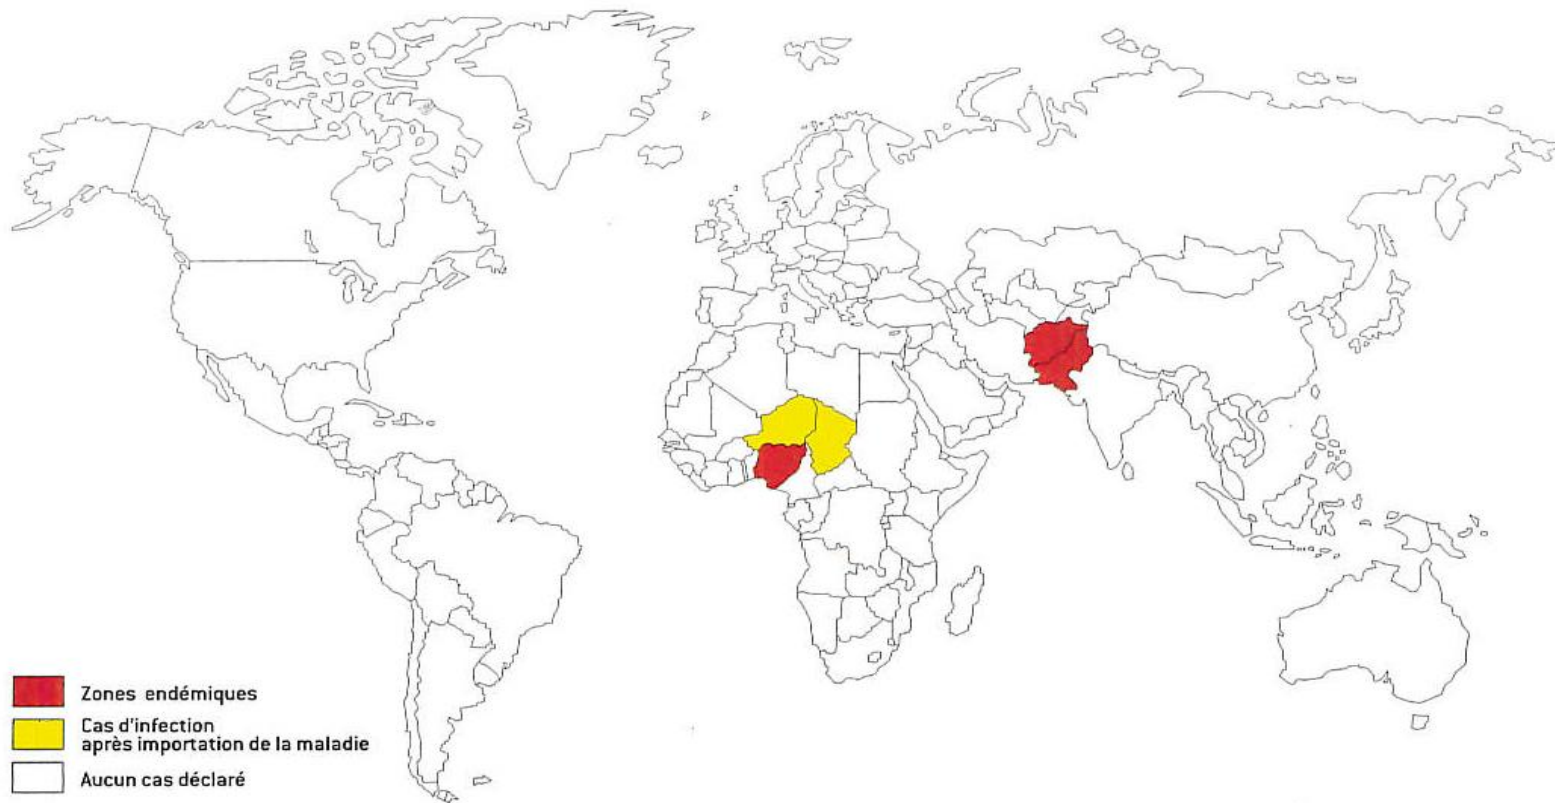 Zones endémiques
Cas d'infection
après importation de la maladie
Aucun cas déclaré